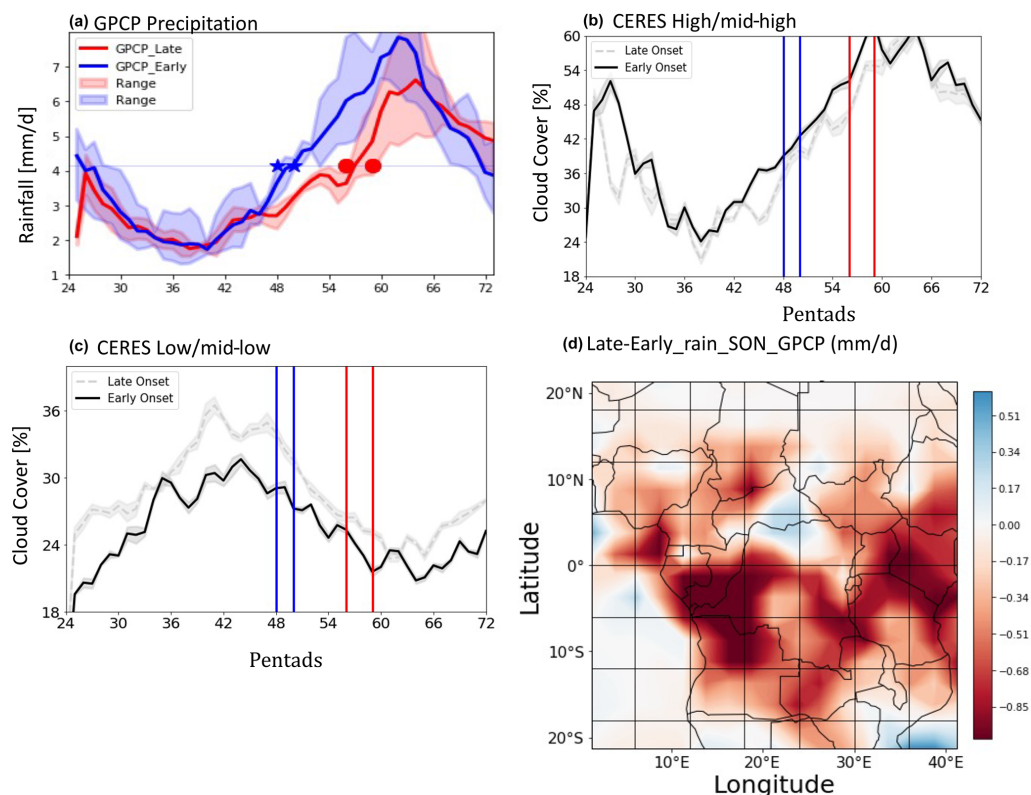 (a) GPCP Precipitation
GPCP_Late
GPCP_Early
Range
Range
Rainfall [mm/d]
7
6
5
4
3
2
1
24 30 36 42 48 54 60 66 72
(b) CERES High/mid-high
Late Onset
Early Onset
Cloud Cover [%]
60
54
48
42
36
30
24
18
24 30 36 42 48 54 60 66 72
Pentads
(c) CERES Low/mid-low
Late Onset
Early Onset
Cloud Cover [%]
36
30
24
18
24 30 36 42 48 54 60 66 72
Pentads
(d) Late-Early_rain_SON_GPCP (mm/d)
Latitude
20°N
10°N
0°
10°S
20°S
10°E 20°E 30°E 40°E
Longitude
0.51
0.34
0.17
0.00
−0.17
−0.34
−0.51
−0.68
−0.85